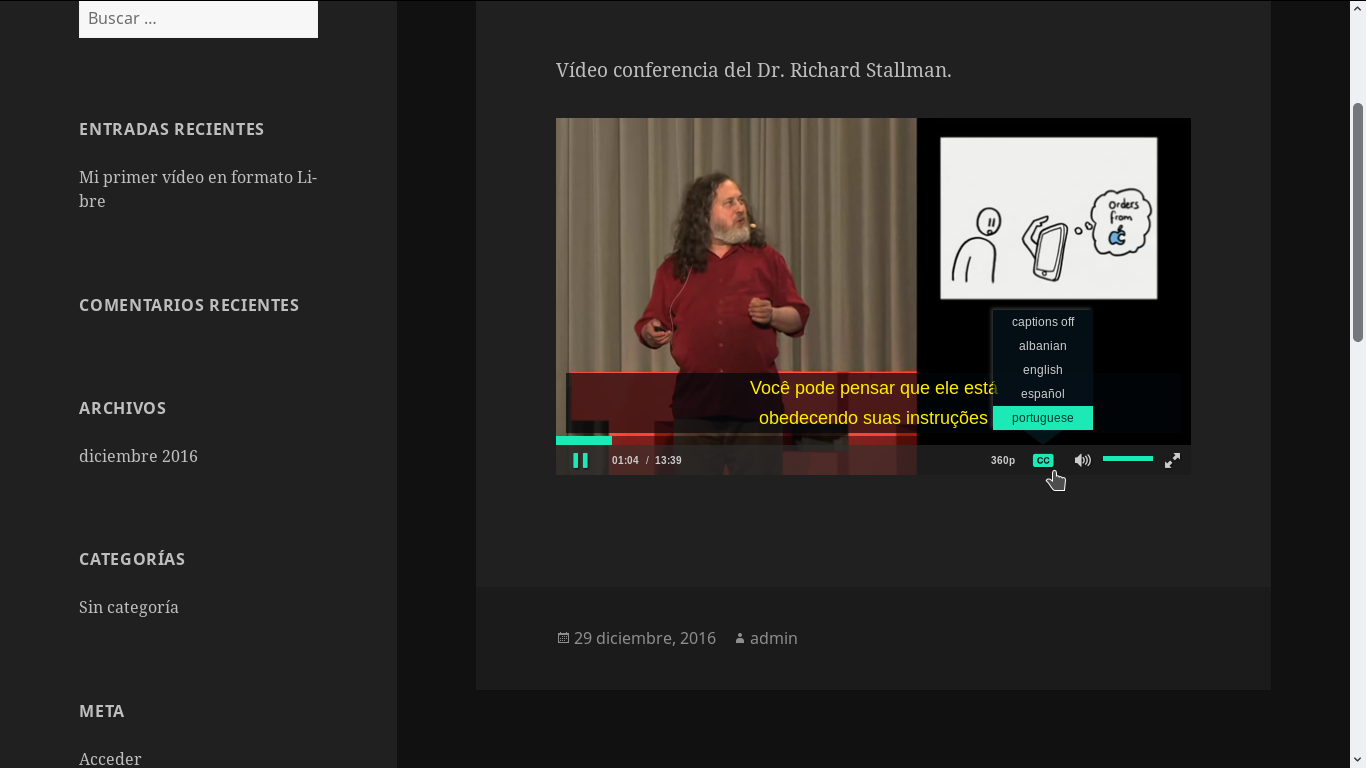 Buscar …
ENTRADAS RECIENTES
Mi primer vídeo en formato Li-
bre
COMENTARIOS RECIENTES
ARCHIVOS
diciembre 2016
CATEGORÍAS
Sin categoría
META
Acceder
Vídeo conferencia del Dr. Richard Stallman.
Orders
from
captions off
albanian
english
español
portuguese
Você pode pensar que ele está
obedecendo suas instruções
01:04 / 13:39
360p
CC
29 diciembre, 2016 admin